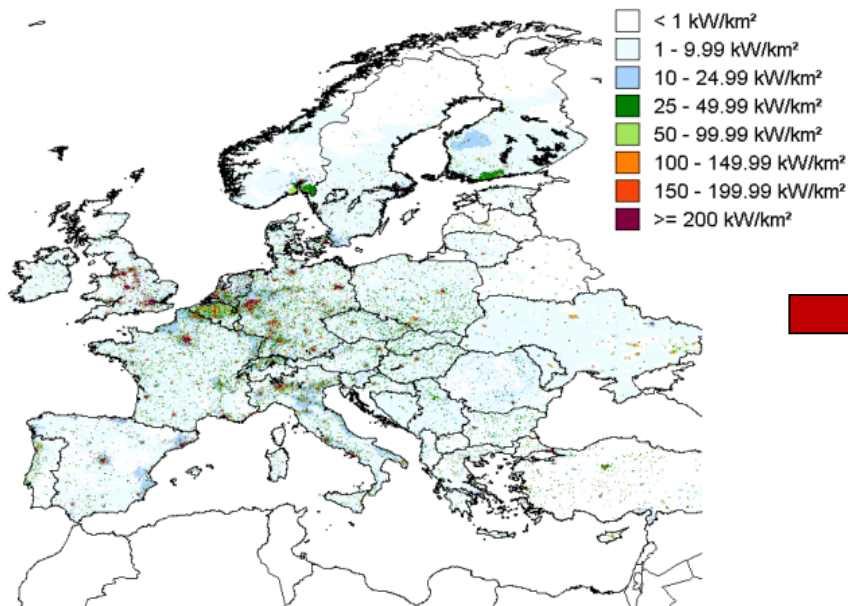 < 1 kW/km²
1 - 9.99 kW/km²
10 - 24.99 kW/km²
25 - 49.99 kW/km²
50 - 99.99 kW/km²
100 - 149.99 kW/km²
150 - 199.99 kW/km²
>= 200 kW/km²